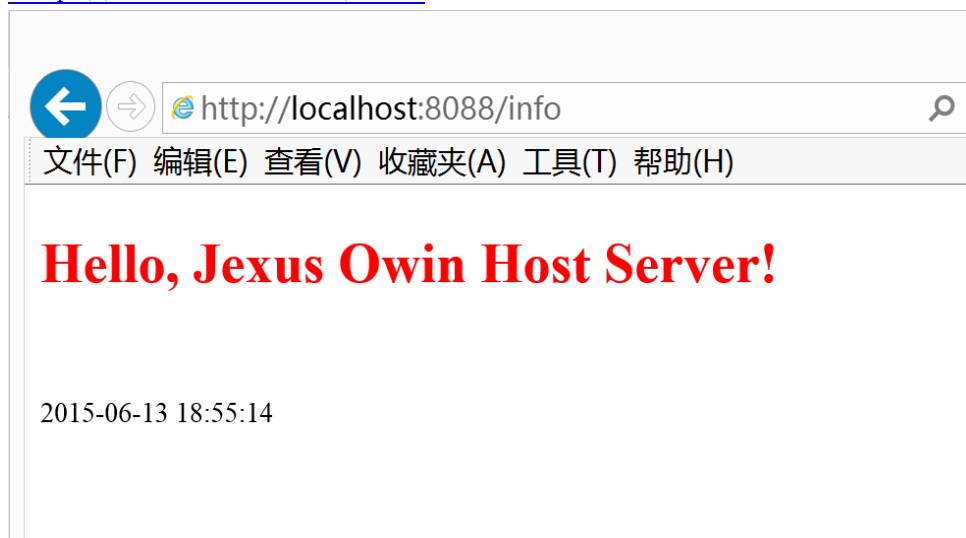 http://localhost:8088/info
文件(F) 编辑(E) 查看(V) 收藏夹(A) 工具(T) 帮助(H)
Hello, Jexus Owin Host Server!
2015-06-13 18:55:14